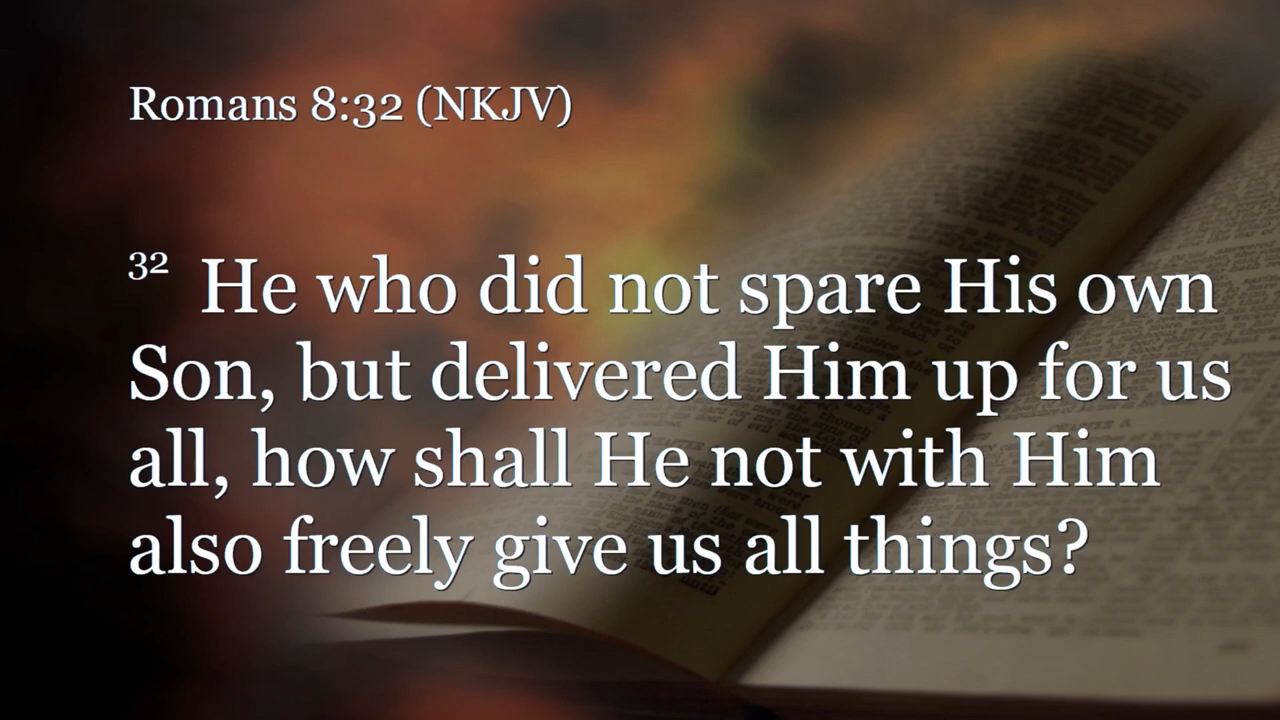 Romans 8:32 (NKJV)
32 He who did not spare His own
Son, but delivered Him up for us
all, how shall He not with Him
also freely give us all things?